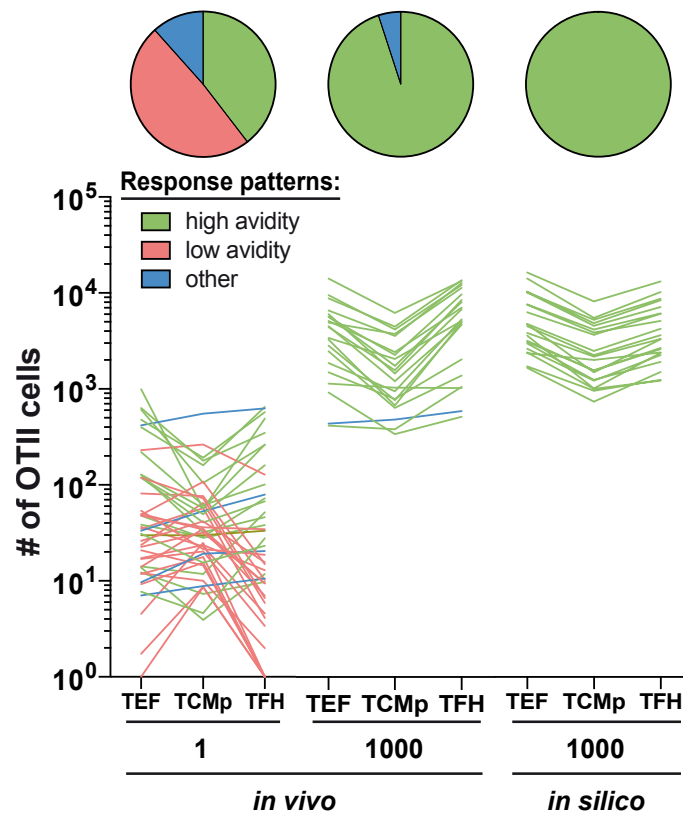 Response patterns:
high avidity
low avidity
other
# of OTII cells
10⁵
10⁴
10³
10²
10¹
10⁰
TEF TCMp TFH TEF TCMp TFH TEF TCMp TFH
1 1000 1000
in vivo in silico